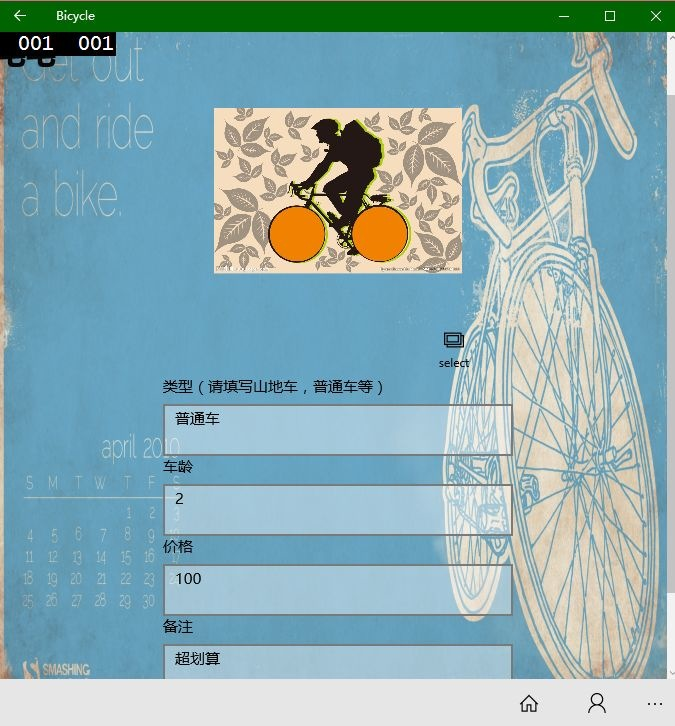 Bicycle
001 001
get out
and ride
a bike.
select
类型（请填写山地车，普通车等）
普通车
april 2010
车龄
S M T W T F S
2
1 2 3
4 5 6 7 8 9
价格
11 12 13 14 15 16
100
18 19 20 21 22 23
25 26 27 28 29 30
备注
超划算
SMASHING